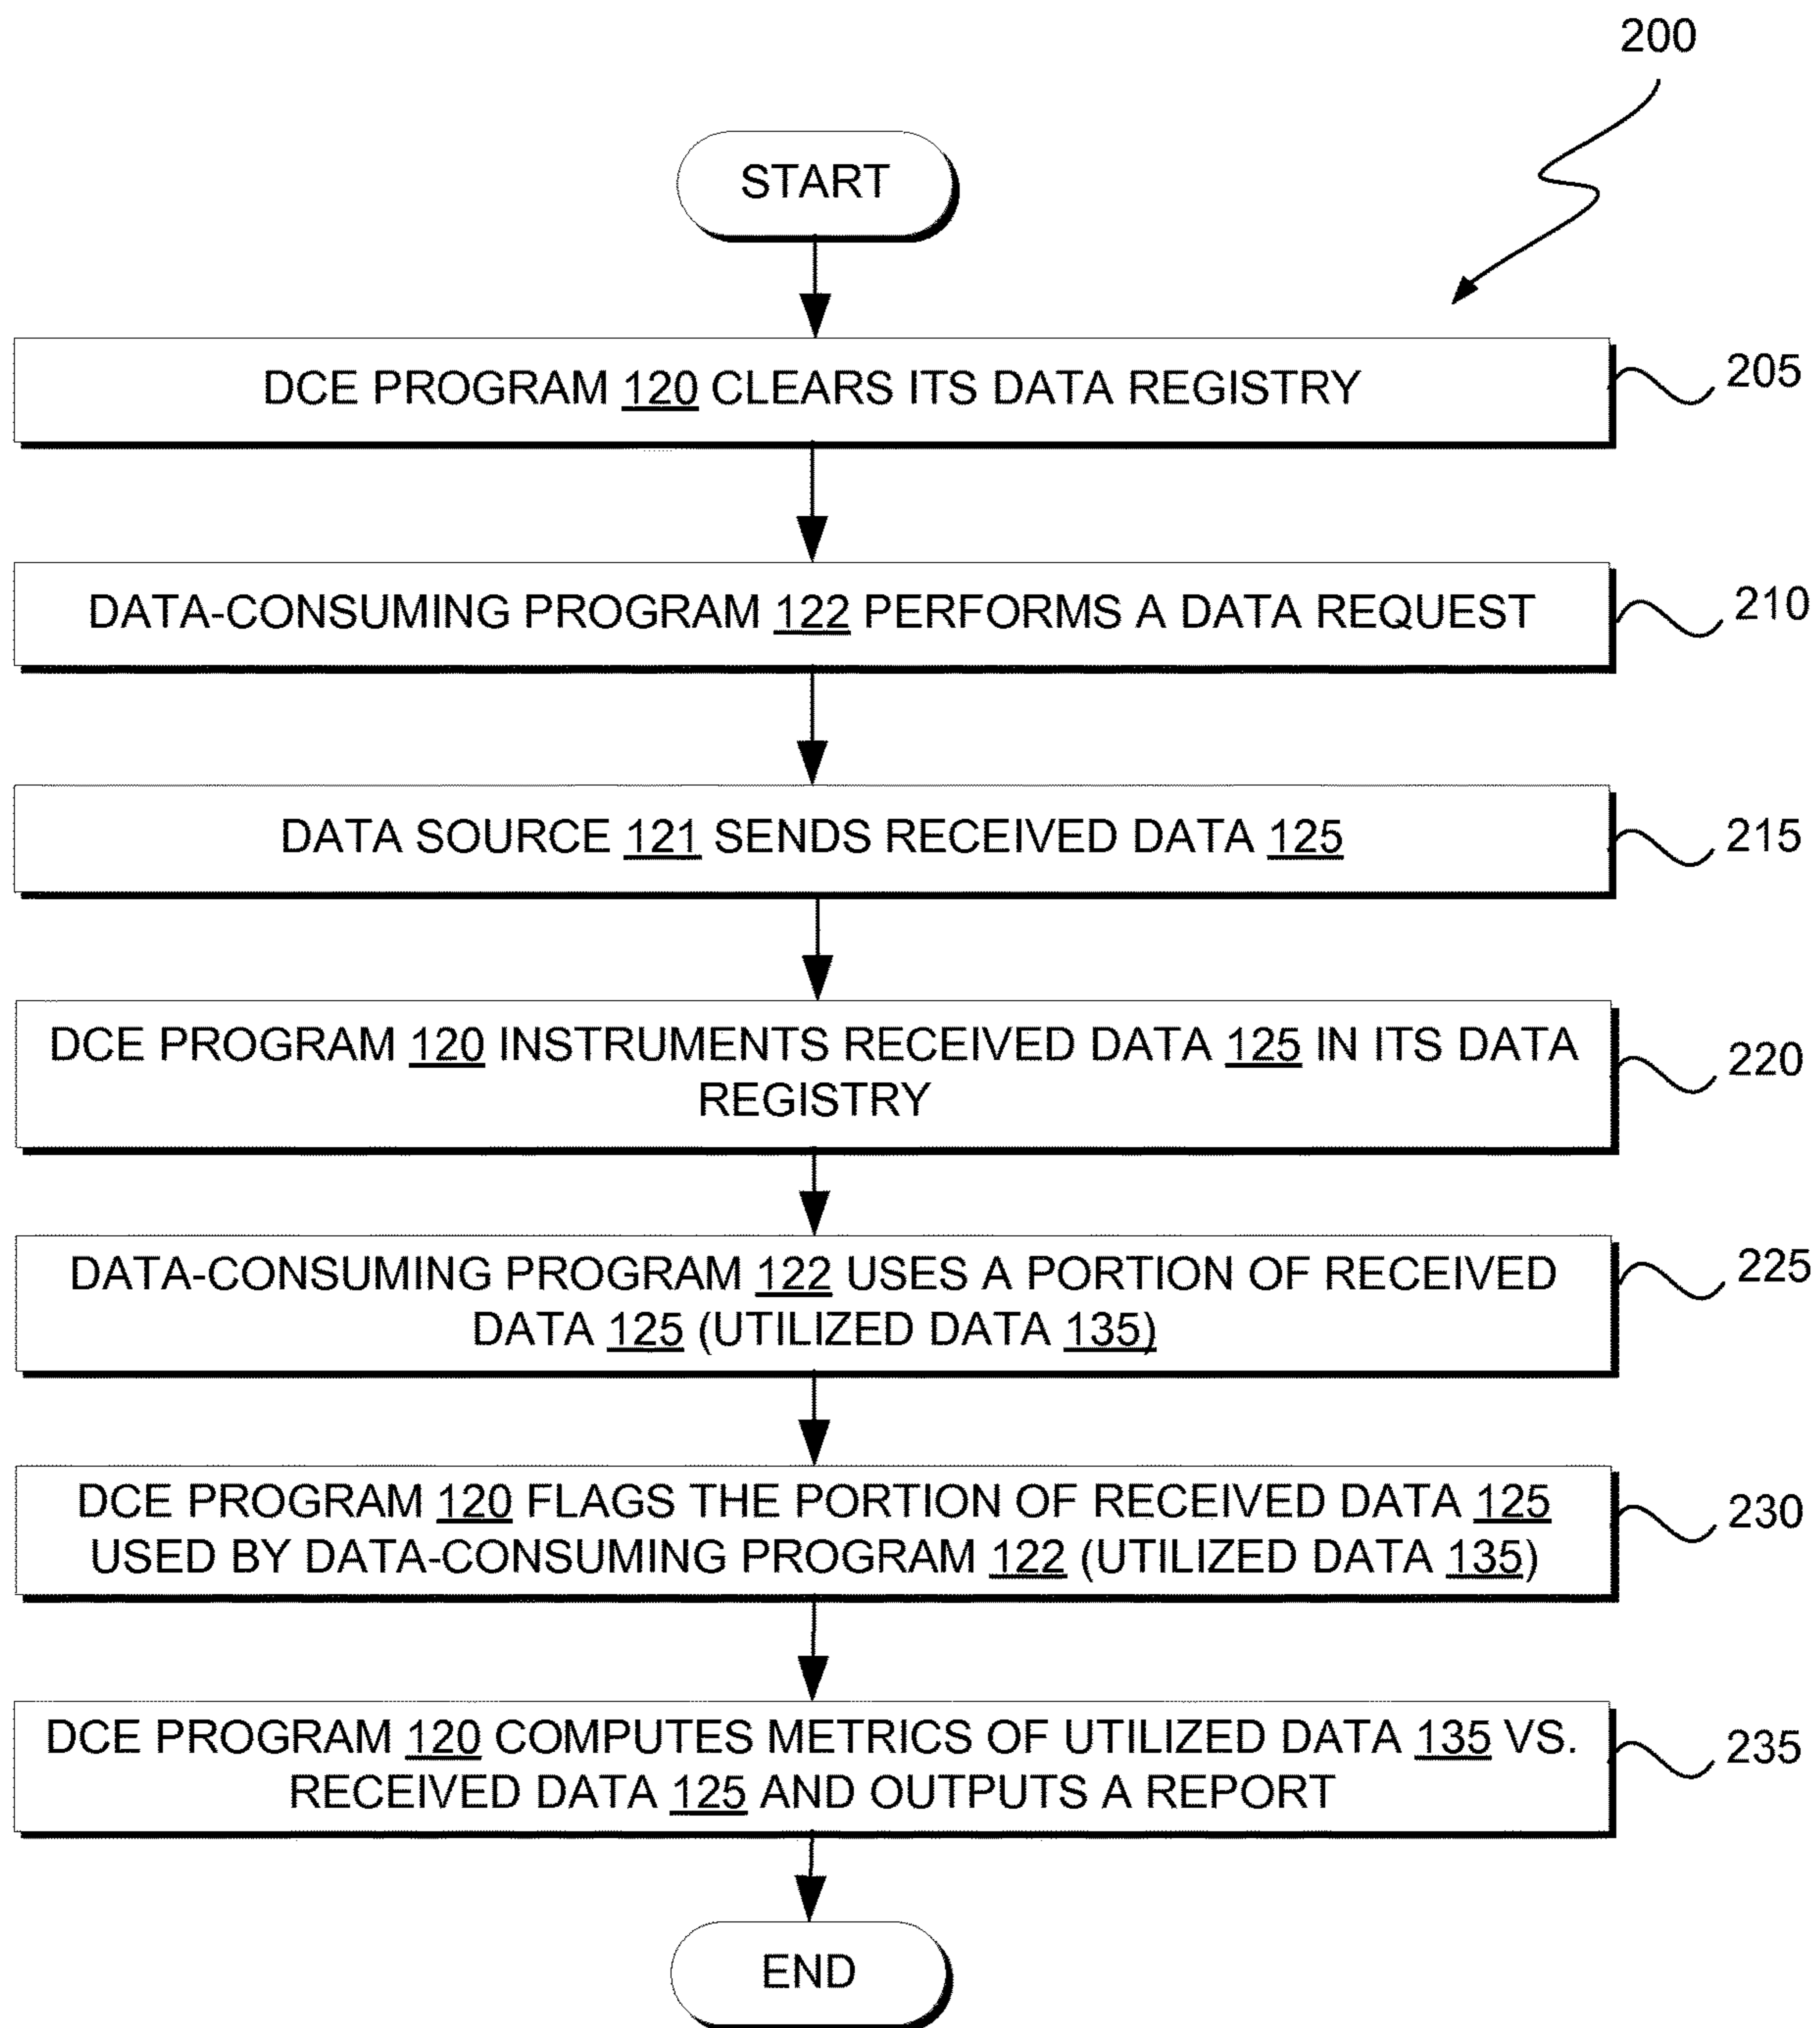 200
START
DCE PROGRAM 120 CLEARS ITS DATA REGISTRY
205
DATA-CONSUMING PROGRAM 122 PERFORMS A DATA REQUEST
210
DATA SOURCE 121 SENDS RECEIVED DATA 125
215
DCE PROGRAM 120 INSTRUMENTS RECEIVED DATA 125 IN ITS DATA
REGISTRY
220
DATA-CONSUMING PROGRAM 122 USES A PORTION OF RECEIVED
DATA 125 (UTILIZED DATA 135)
225
DCE PROGRAM 120 FLAGS THE PORTION OF RECEIVED DATA 125
USED BY DATA-CONSUMING PROGRAM 122 (UTILIZED DATA 135)
230
DCE PROGRAM 120 COMPUTES METRICS OF UTILIZED DATA 135 VS.
RECEIVED DATA 125 AND OUTPUTS A REPORT
235
END